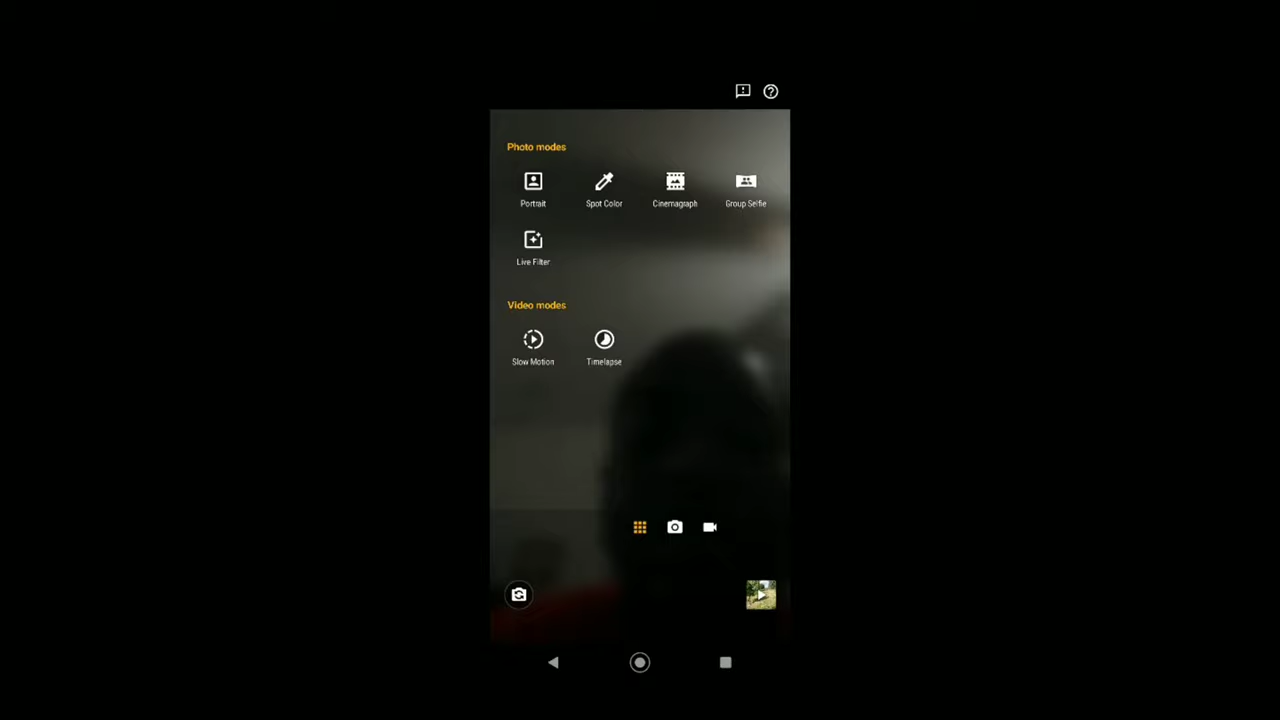 Photo modes
Portrait Spot Color Cinemagraph Group Selfie
Live Filter
Video modes
Slow Motion Timelapse